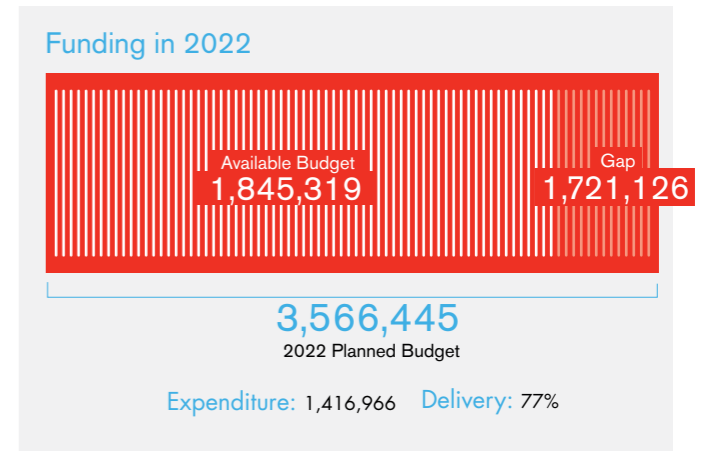 Funding in 2022
Available Budget
1,845,319
Gap
1,721,126
3,566,445
2022 Planned Budget
Expenditure: 1,416,966 Delivery: 77%